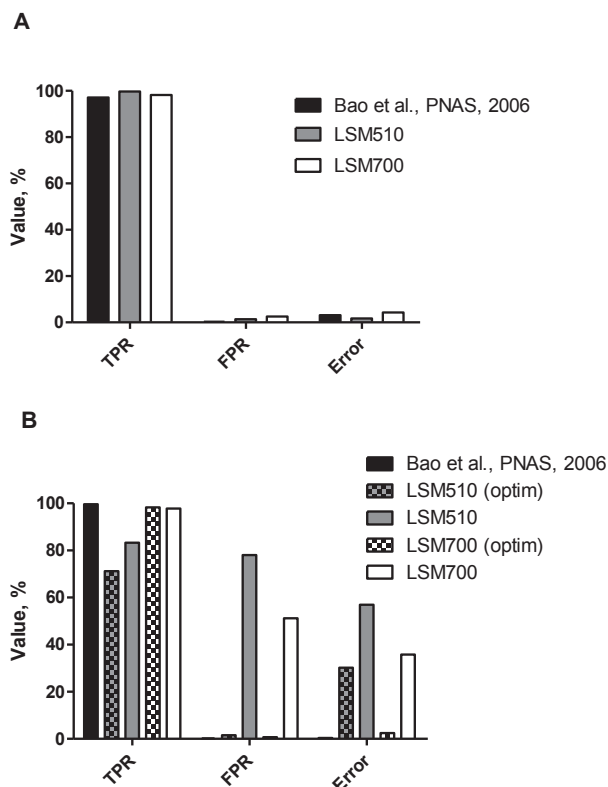 A
Value, %
100
80
60
40
20
0
TPR
FPR
Error
Bao et al., PNAS, 2006
LSM510
LSM700
B
Value, %
100
80
60
40
20
0
TPR
FPR
Error
Bao et al., PNAS, 2006
LSM510 (optim)
LSM510
LSM700 (optim)
LSM700